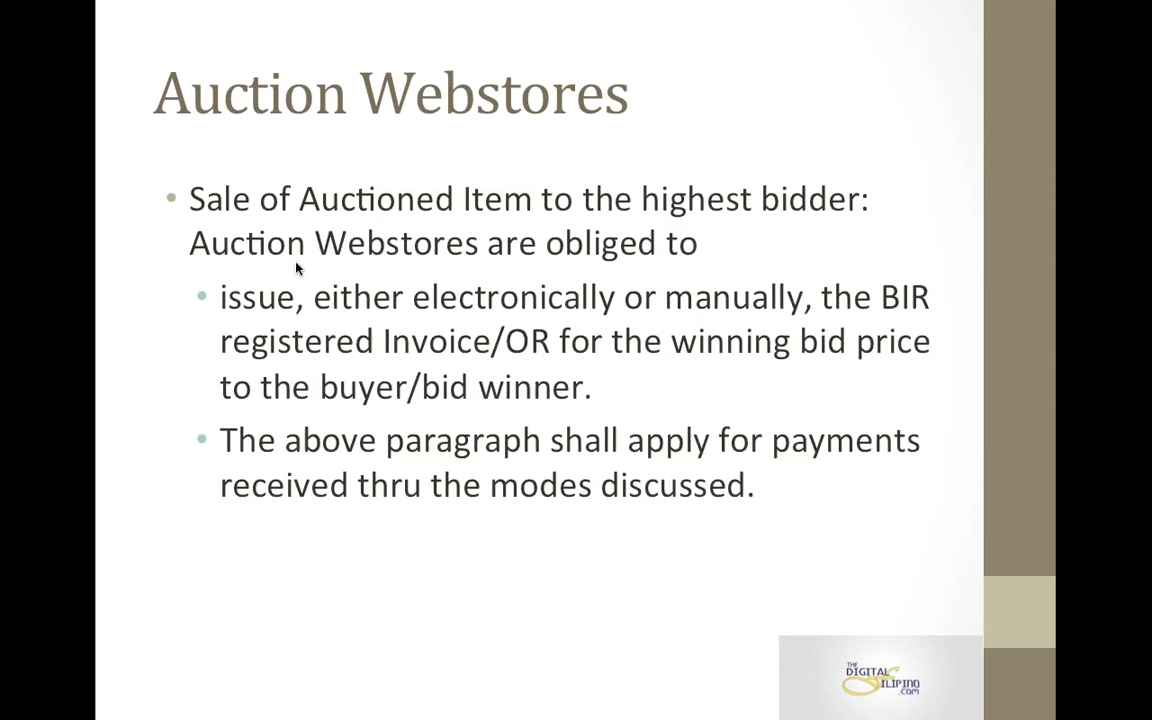 Auction Webstores
• Sale of Auctioned Item to the highest bidder:
Auction Webstores are obliged to
• issue, either electronically or manually, the BIR
registered Invoice/OR for the winning bid price
to the buyer/bid winner.
• The above paragraph shall apply for payments
received thru the modes discussed.
THE
DIGITAL
FILIPINO
.COM